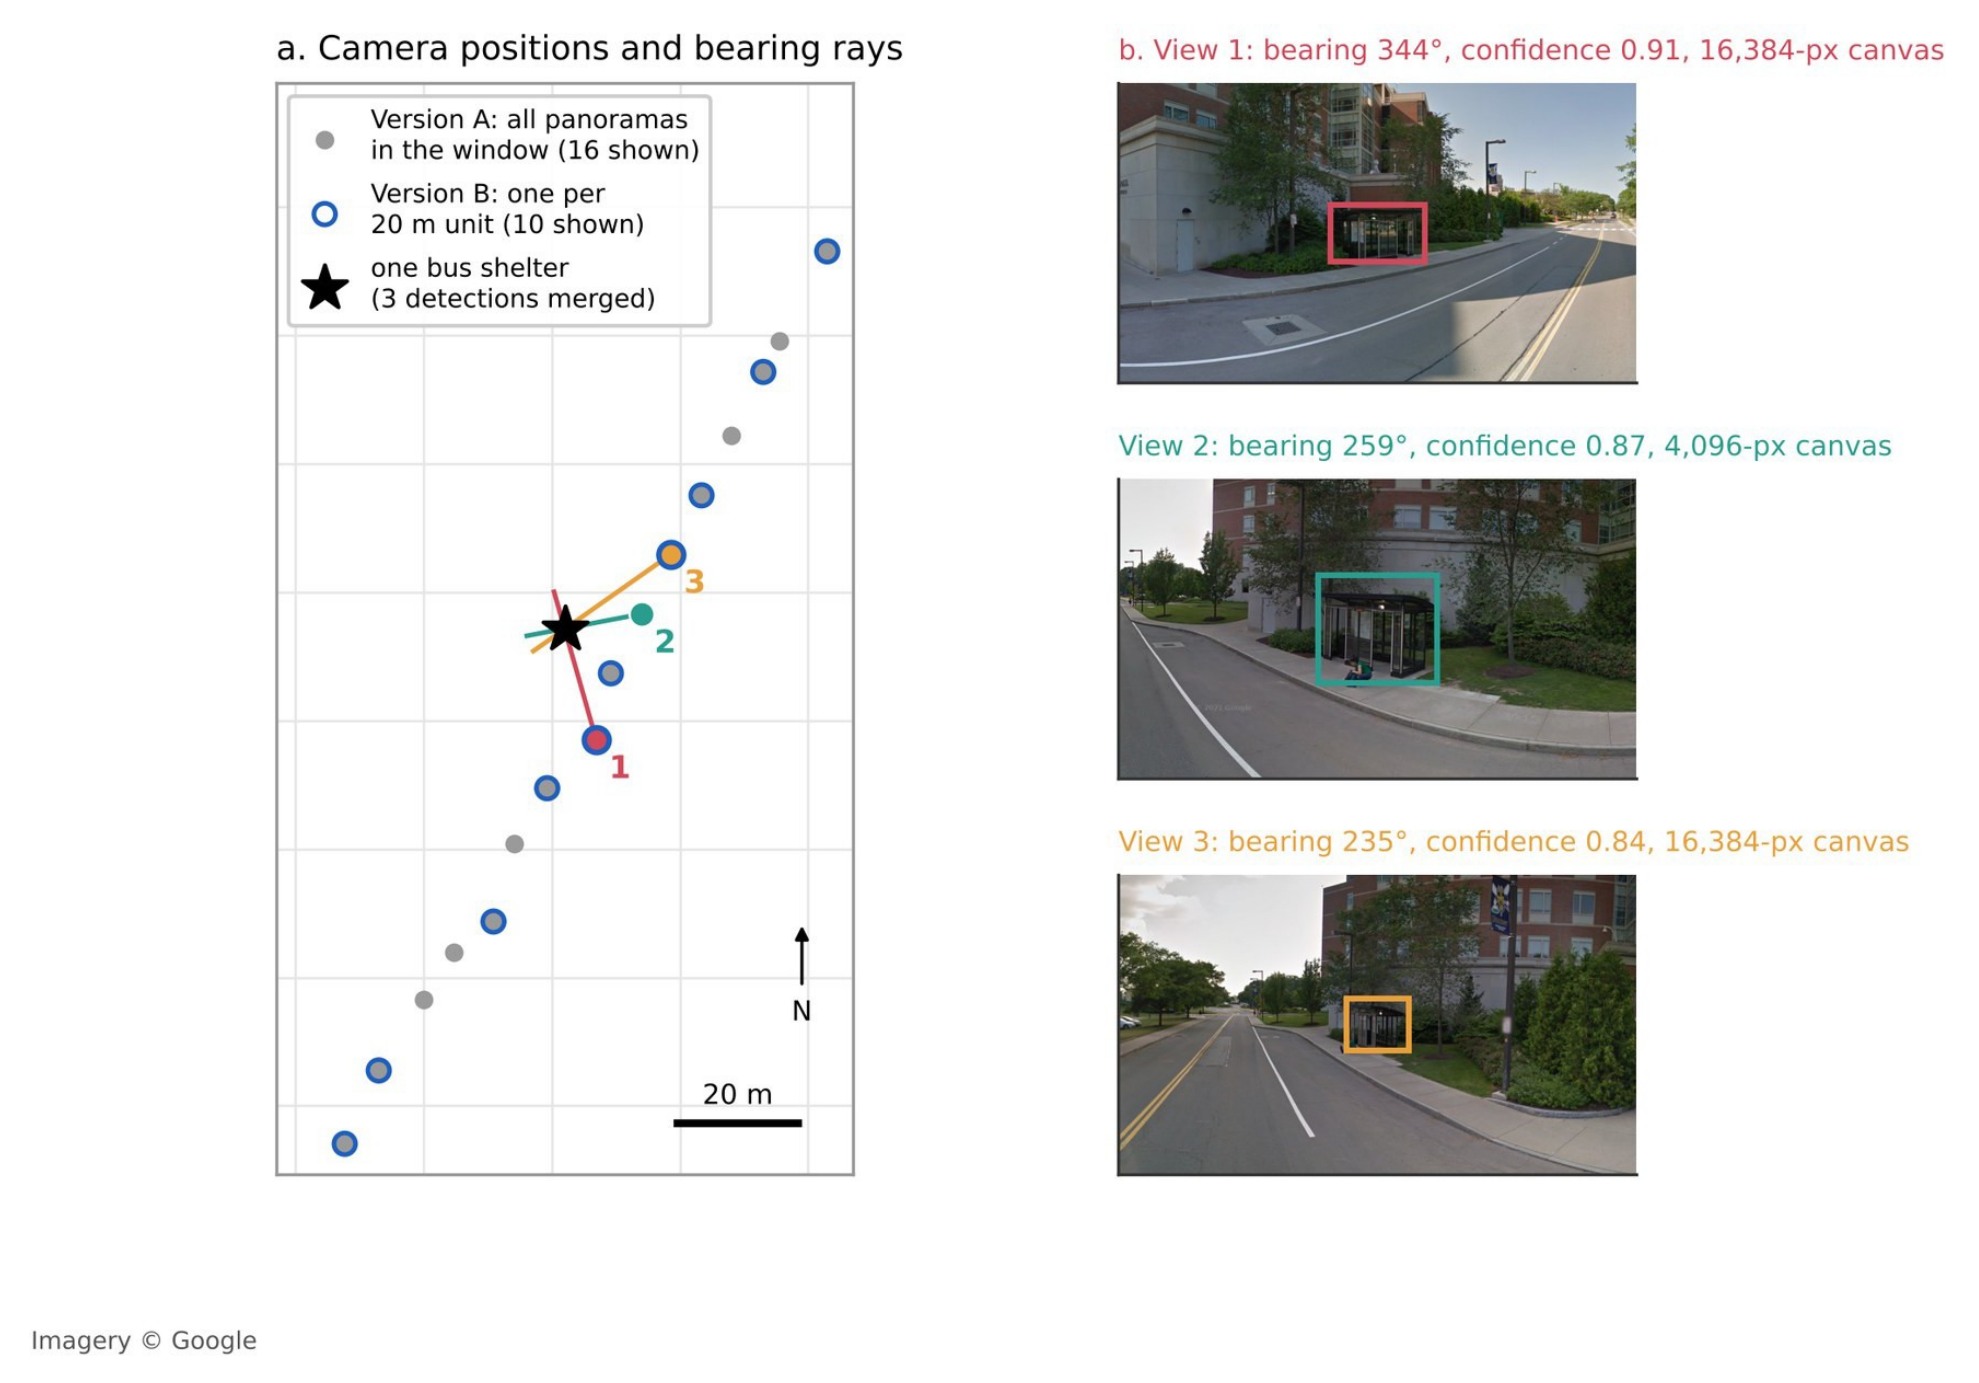 a. Camera positions and bearing rays
Version A: all panoramas
in the window (16 shown)
Version B: one per
20 m unit (10 shown)
one bus shelter
(3 detections merged)
3
2
1
N
20 m
b. View 1: bearing 344°, confidence 0.91, 16,384-px canvas
View 2: bearing 259°, confidence 0.87, 4,096-px canvas
View 3: bearing 235°, confidence 0.84, 16,384-px canvas
Imagery © Google